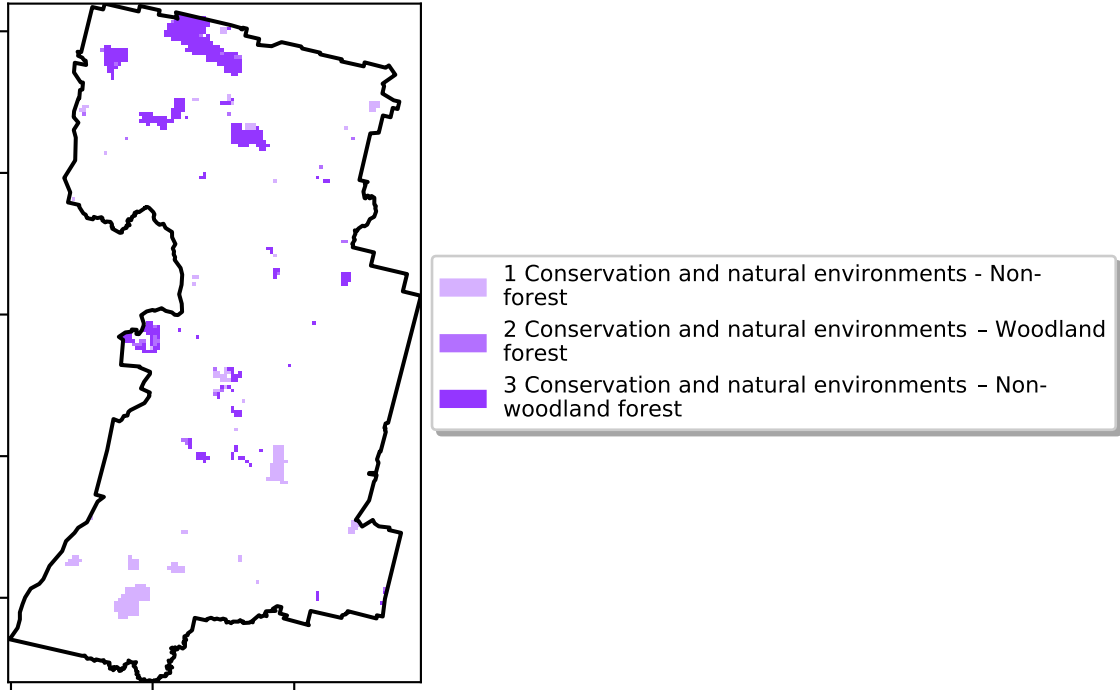 1 Conservation and natural environments - Non-
forest
2 Conservation and natural environments – Woodland
forest
3 Conservation and natural environments – Non-
woodland forest